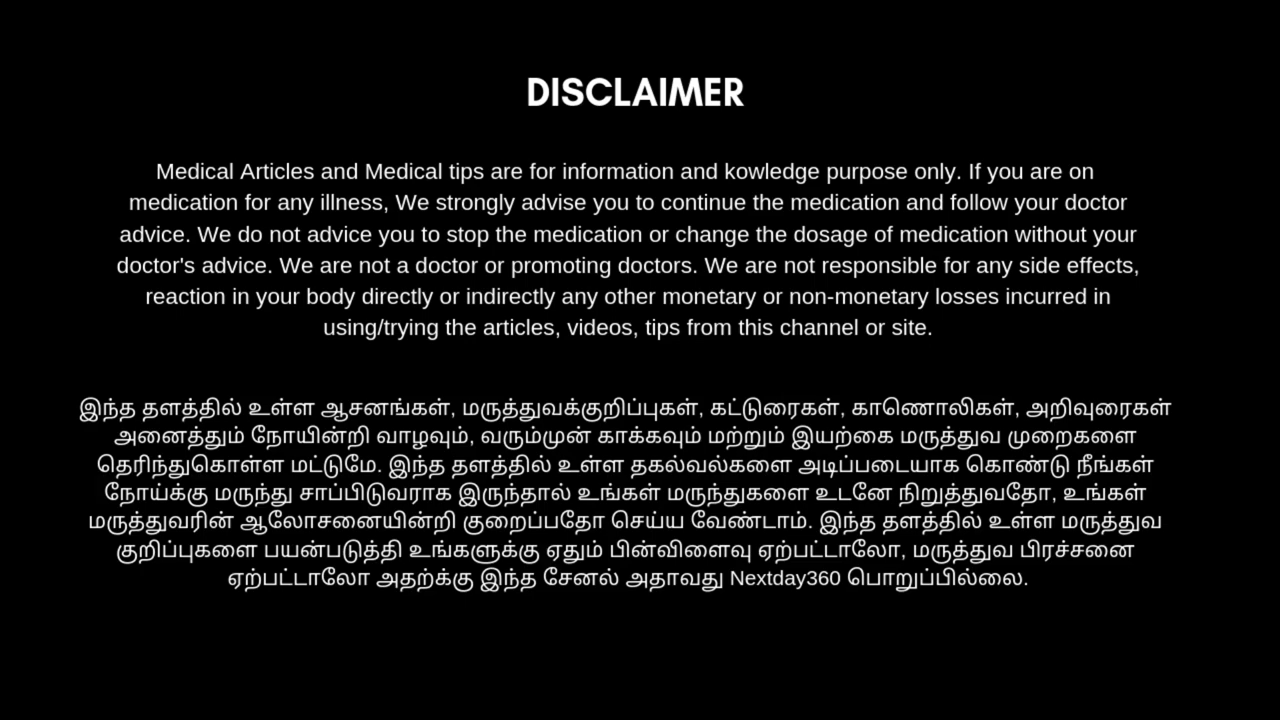 DISCLAIMER
Medical Articles and Medical tips are for information and kowledge purpose only. If you are on
medication for any illness, We strongly advise you to continue the medication and follow your doctor
advice. We do not advice you to stop the medication or change the dosage of medication without your
doctor's advice. We are not a doctor or promoting doctors. We are not responsible for any side effects,
reaction in your body directly or indirectly any other monetary or non-monetary losses incurred in
using/trying the articles, videos, tips from this channel or site.
இந்த தளத்தில் உள்ள ஆசனங்கள், மருத்துவக்குறிப்புகள், கட்டுரைகள், காணொலிகள், அறிவுரைகள்
அனைத்தும் நோயின்றி வாழவும், வரும்முன் காக்கவும் மற்றும் இயற்கை மருத்துவ முறைகளை
தெரிந்துகொள்ள மட்டுமே. இந்த தளத்தில் உள்ள தகல்வல்களை அடிப்படையாக கொண்டு நீங்கள்
நோய்க்கு மருந்து சாப்பிடுவராக இருந்தால் உங்கள் மருந்துகளை உடனே நிறுத்துவதோ, உங்கள்
மருத்துவரின் ஆலோசனையின்றி குறைப்பதோ செய்ய வேண்டாம். இந்த தளத்தில் உள்ள மருத்துவ
குறிப்புகளை பயன்படுத்தி உங்களுக்கு ஏதும் பின்விளைவு ஏற்பட்டாலோ, மருத்துவ பிரச்சனை
ஏற்பட்டாலோ அதற்க்கு இந்த சேனல் அதாவது Nextday360 பொறுப்பில்லை.